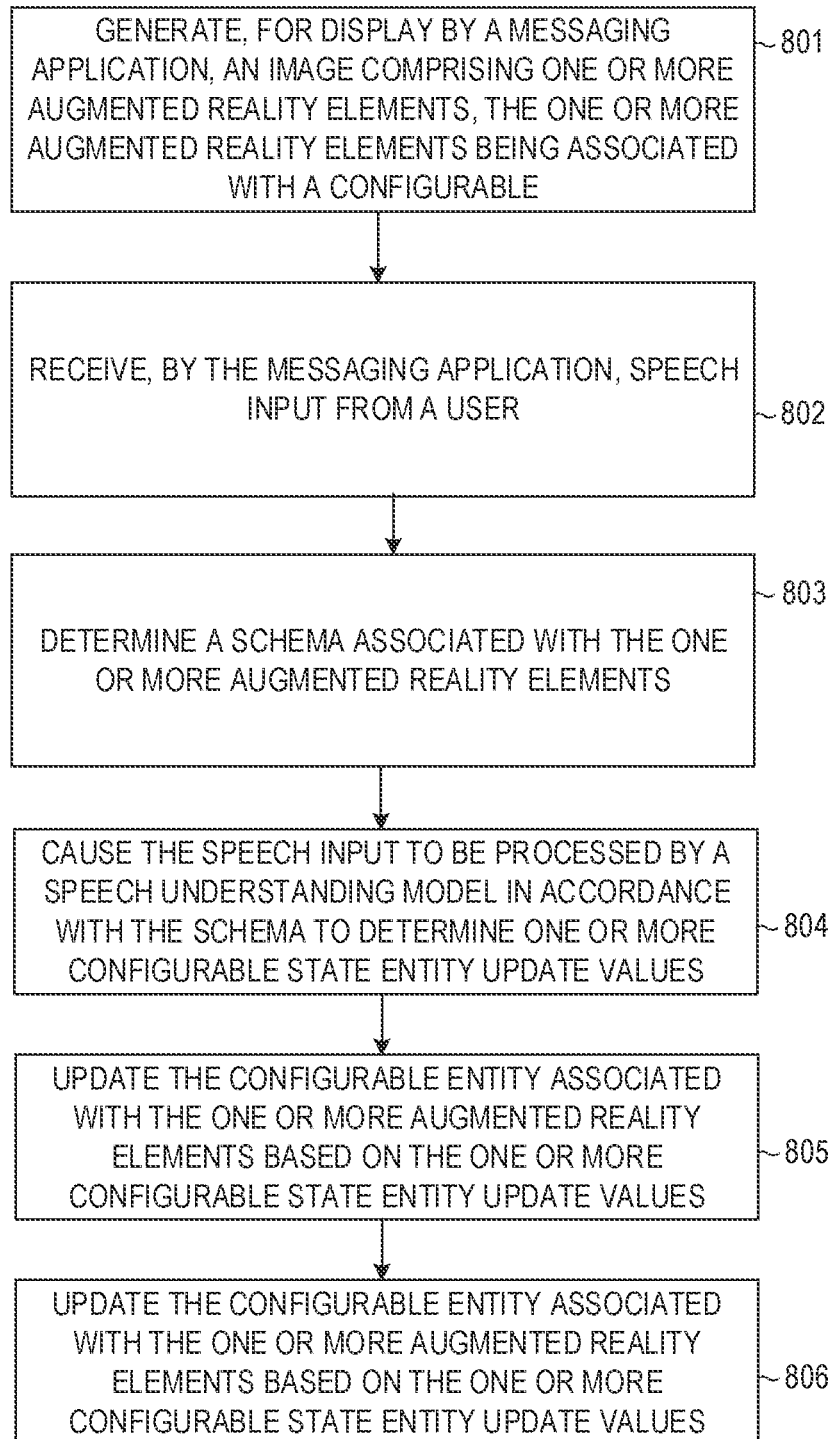 GENERATE, FOR DISPLAY BY A MESSAGING
APPLICATION, AN IMAGE COMPRISING ONE OR MORE
AUGMENTED REALITY ELEMENTS, THE ONE OR MORE
AUGMENTED REALITY ELEMENTS BEING ASSOCIATED
WITH A CONFIGURABLE
801
RECEIVE, BY THE MESSAGING APPLICATION, SPEECH
INPUT FROM A USER
802
DETERMINE A SCHEMA ASSOCIATED WITH THE ONE
OR MORE AUGMENTED REALITY ELEMENTS
803
CAUSE THE SPEECH INPUT TO BE PROCESSED BY A
SPEECH UNDERSTANDING MODEL IN ACCORDANCE
WITH THE SCHEMA TO DETERMINE ONE OR MORE
CONFIGURABLE STATE ENTITY UPDATE VALUES
804
UPDATE THE CONFIGURABLE ENTITY ASSOCIATED
WITH THE ONE OR MORE AUGMENTED REALITY
ELEMENTS BASED ON THE ONE OR MORE
CONFIGURABLE STATE ENTITY UPDATE VALUES
805
UPDATE THE CONFIGURABLE ENTITY ASSOCIATED
WITH THE ONE OR MORE AUGMENTED REALITY
ELEMENTS BASED ON THE ONE OR MORE
CONFIGURABLE STATE ENTITY UPDATE VALUES
806